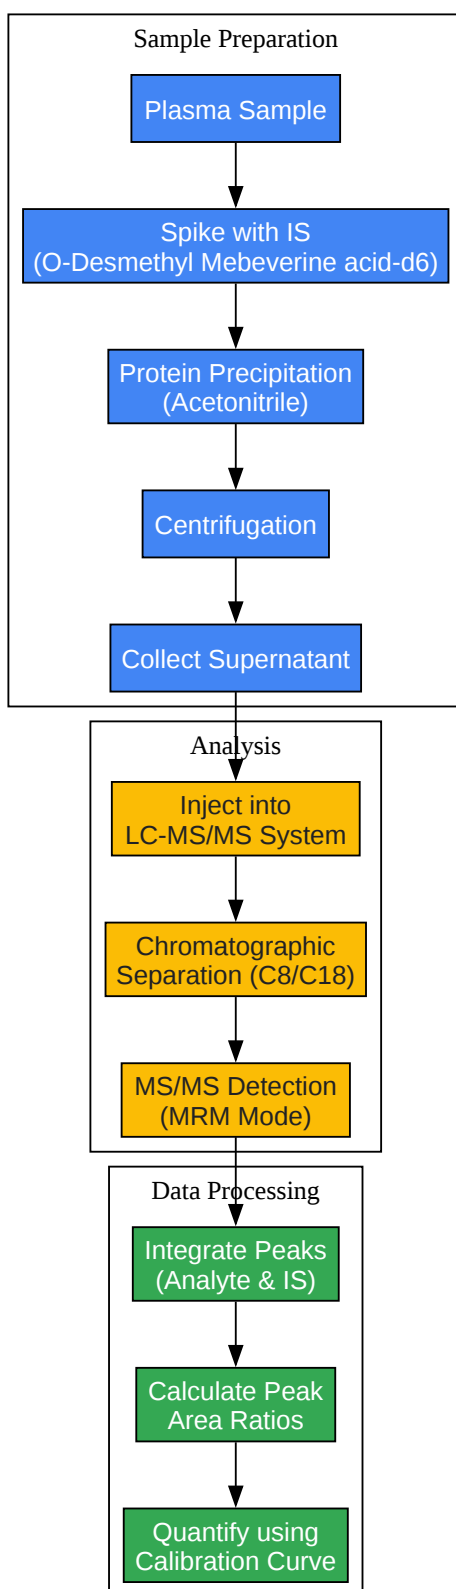 Sample Preparation
Plasma Sample
Spike with IS
(O-Desmethyl Mebeverine acid-d6)
Protein Precipitation
(Acetonitrile)
Centrifugation
Collect Supernatant
Analysis
Inject into
LC-MS/MS System
Chromatographic
Separation (C8/C18)
MS/MS Detection
(MRM Mode)
Data Processing
Integrate Peaks
(Analyte & IS)
Calculate Peak
Area Ratios
Quantify using
Calibration Curve